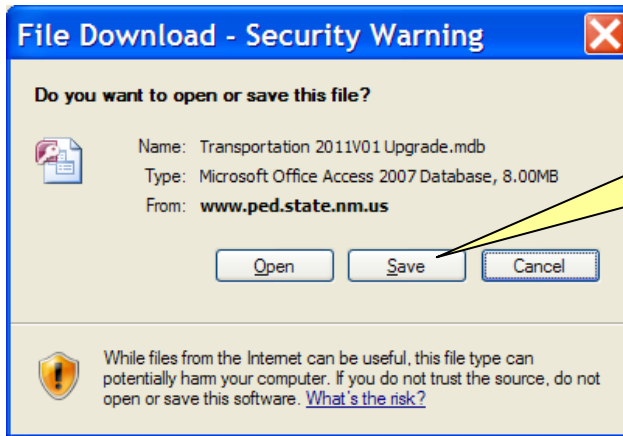 File Download - Security Warning
Do you want to open or save this file?
Name: Transportation 2011V01 Upgrade.mdb
Type: Microsoft Office Access 2007 Database, 8.00MB
From: www.ped.state.nm.us
Open Save Cancel
While files from the Internet can be useful, this file type can
potentially harm your computer. If you do not trust the source, do not
open or save this software. What's the risk?